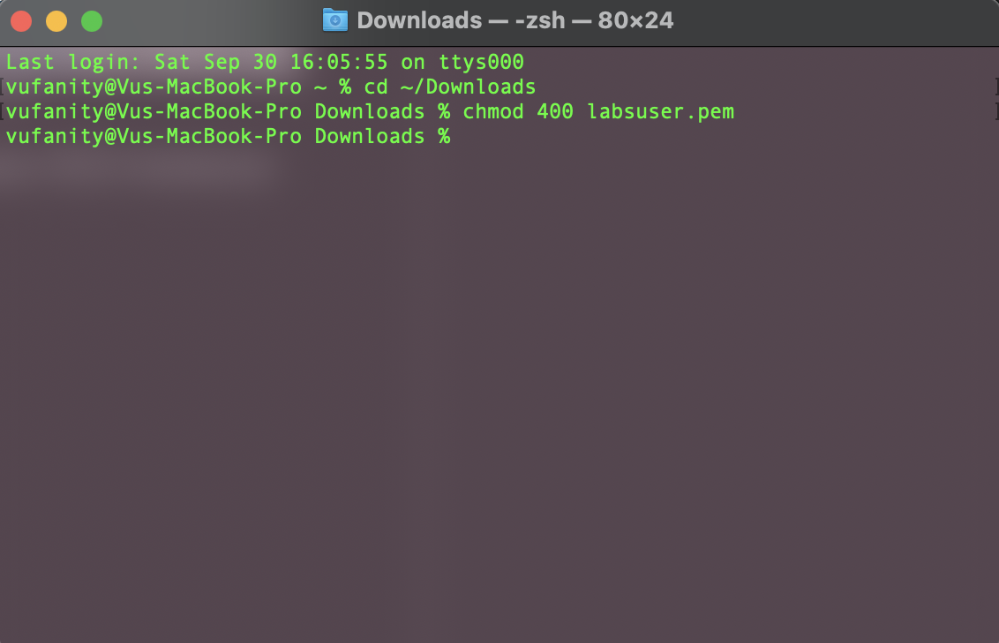 Downloads — -zsh — 80×24
Last login: Sat Sep 30 16:05:55 on ttys000
[vufanity@Vus-MacBook-Pro ~ % cd ~/Downloads ]
[vufanity@Vus-MacBook-Pro Downloads % chmod 400 labsuser.pem ]
vufanity@Vus-MacBook-Pro Downloads %